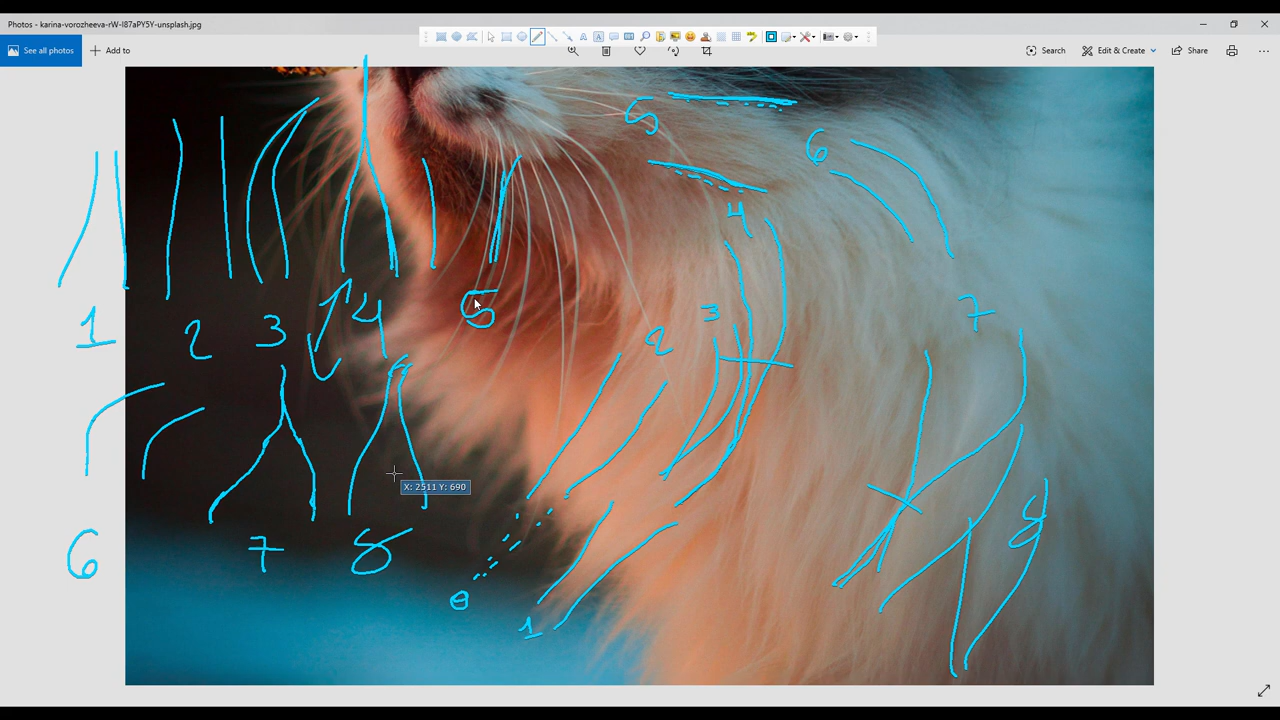 Photos - karina-vorozheeva-rW-I87aPY5Y-unsplash.jpg
See all photos
Add to
Search
Edit & Create
Share
5
6
4
1
2
3
4
5
2
3
7
X: 2511 Y: 690
6
7
8
0
1
8